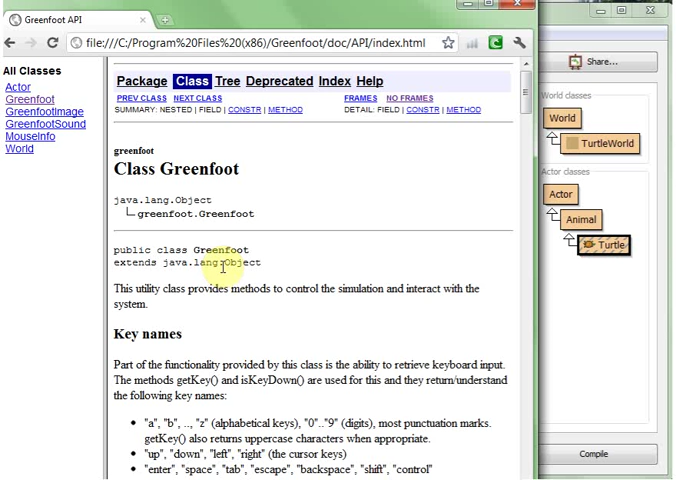 Greenfoot API
file:///C:/Program%20Files%20(x86)/Greenfoot/doc/API/index.html
All Classes
Actor
Greenfoot
GreenfootImage
GreenfootSound
MouseInfo
World
Package Class Tree Deprecated Index Help
PREV CLASS NEXT CLASS FRAMES NO FRAMES
SUMMARY: NESTED | FIELD | CONSTR | METHOD DETAIL: FIELD | CONSTR | METHOD
greenfoot
Class Greenfoot
java.lang.Object
greenfoot.Greenfoot
public class Greenfoot
extends java.lang.Object
This utility class provides methods to control the simulation and interact with the
system.
Key names
Part of the functionality provided by this class is the ability to retrieve keyboard input.
The methods getKey() and isKeyDown() are used for this and they return/understand
the following key names:
"a", "b", .., "z" (alphabetical keys), "0".."9" (digits), most punctuation marks.
getKey() also returns uppercase characters when appropriate.
"up", "down", "left", "right" (the cursor keys)
"enter", "space", "tab", "escape", "backspace", "shift", "control"
Share...
World classes
World
TurtleWorld
Actor classes
Actor
Animal
Turtle
Compile